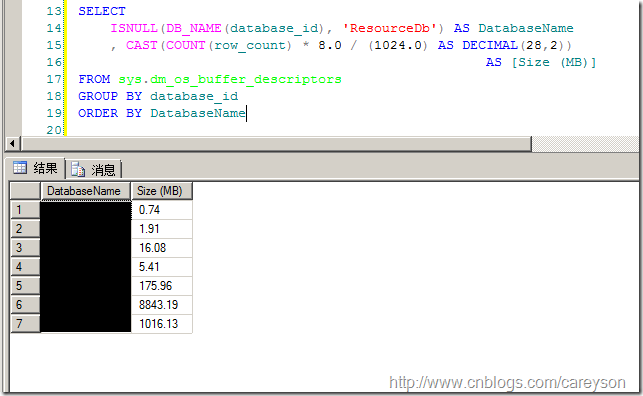 13 SELECT
14 ISNULL(DB_NAME(database_id), 'ResourceDb') AS DatabaseName
15 , CAST(COUNT(row_count) * 8.0 / (1024.0) AS DECIMAL(28,2))
16 AS [Size (MB)]
17 FROM sys.dm_os_buffer_descriptors
18 GROUP BY database_id
19 ORDER BY DatabaseName
20
结果 消息
DatabaseName Size (MB)
1 0.74
2 1.91
3 16.08
4 5.41
5 175.96
6 8843.19
7 1016.13
http://www.cnblogs.com/careyson